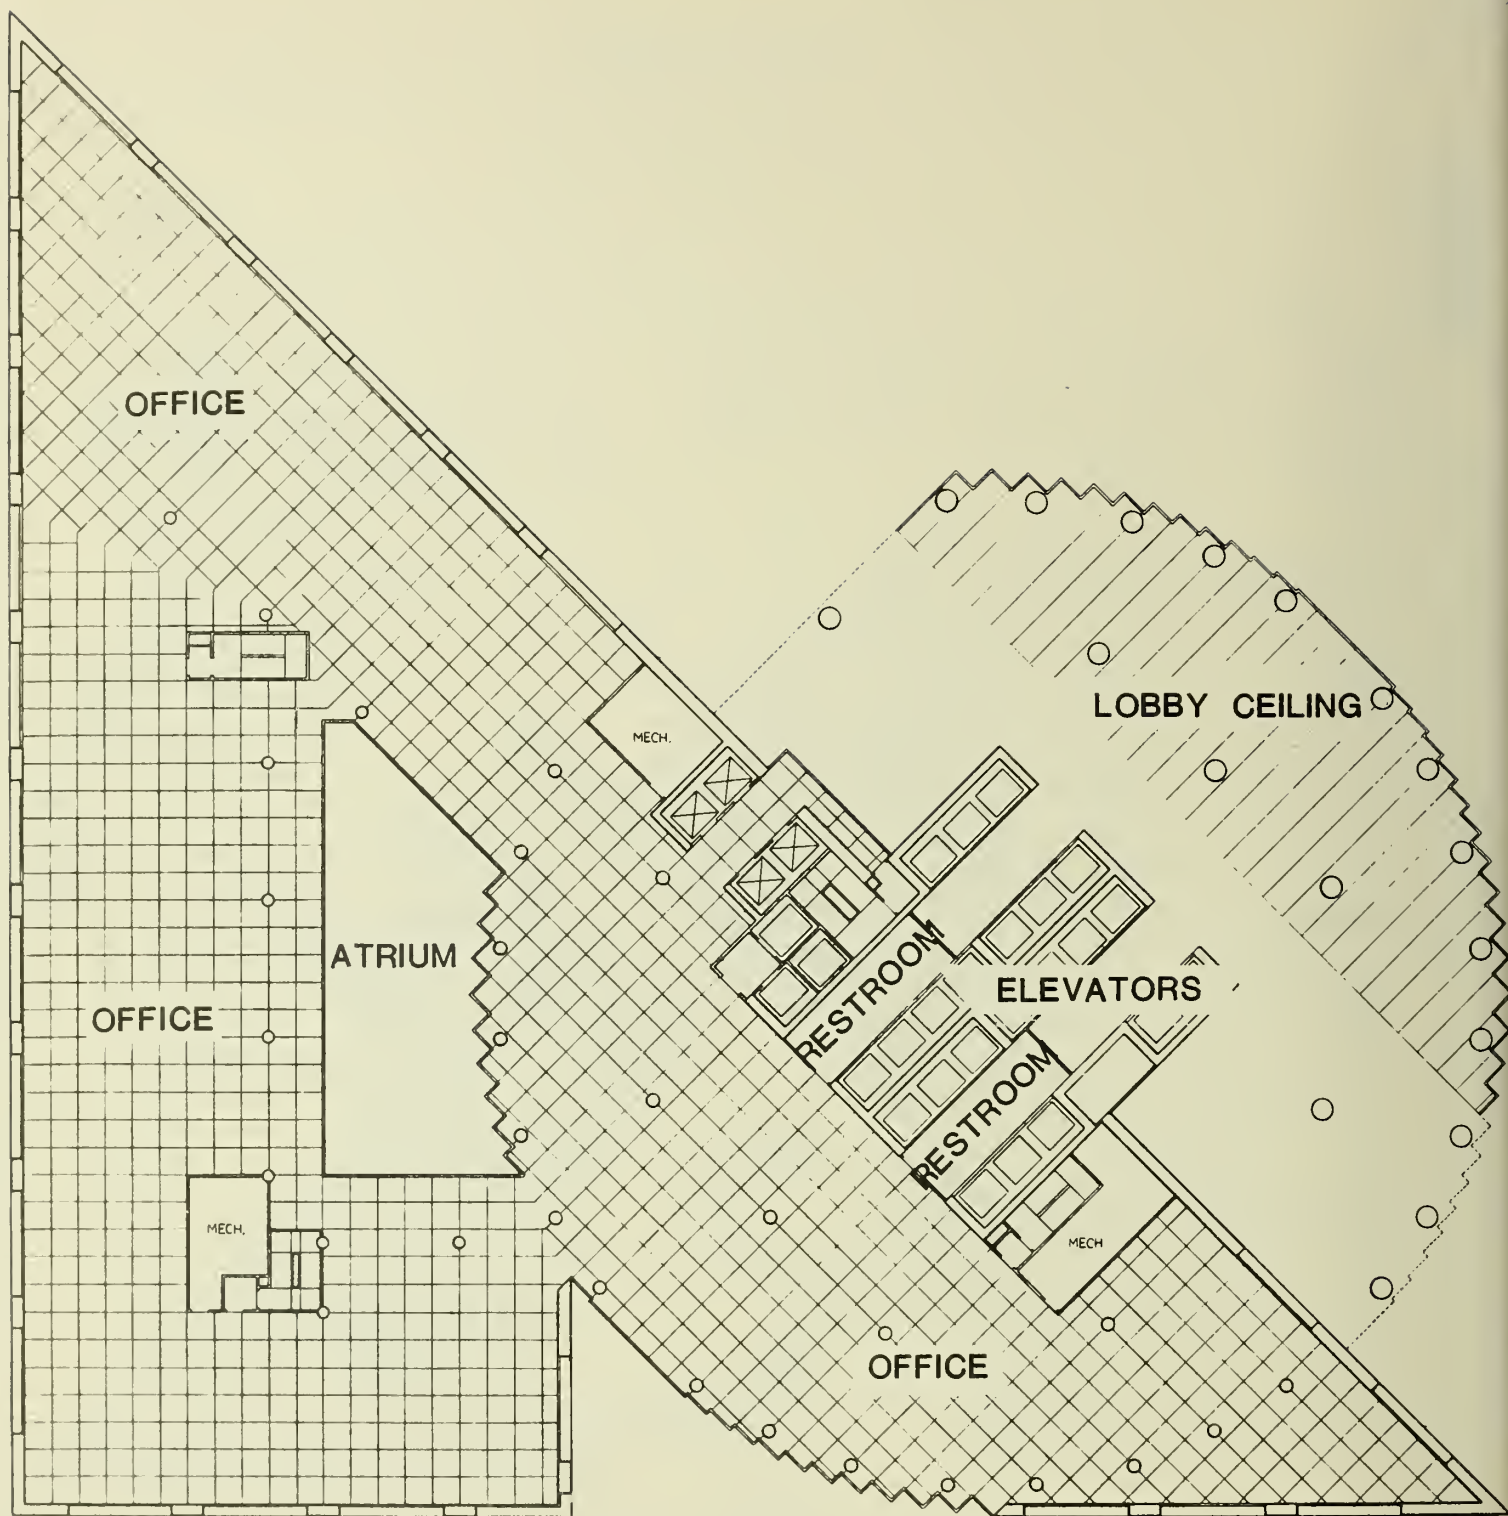 OFFICE
LOBBY CEILING
MECH.
ATRIUM
RESTROOM
ELEVATORS
OFFICE
RESTROOM
MECH.
MECH
OFFICE